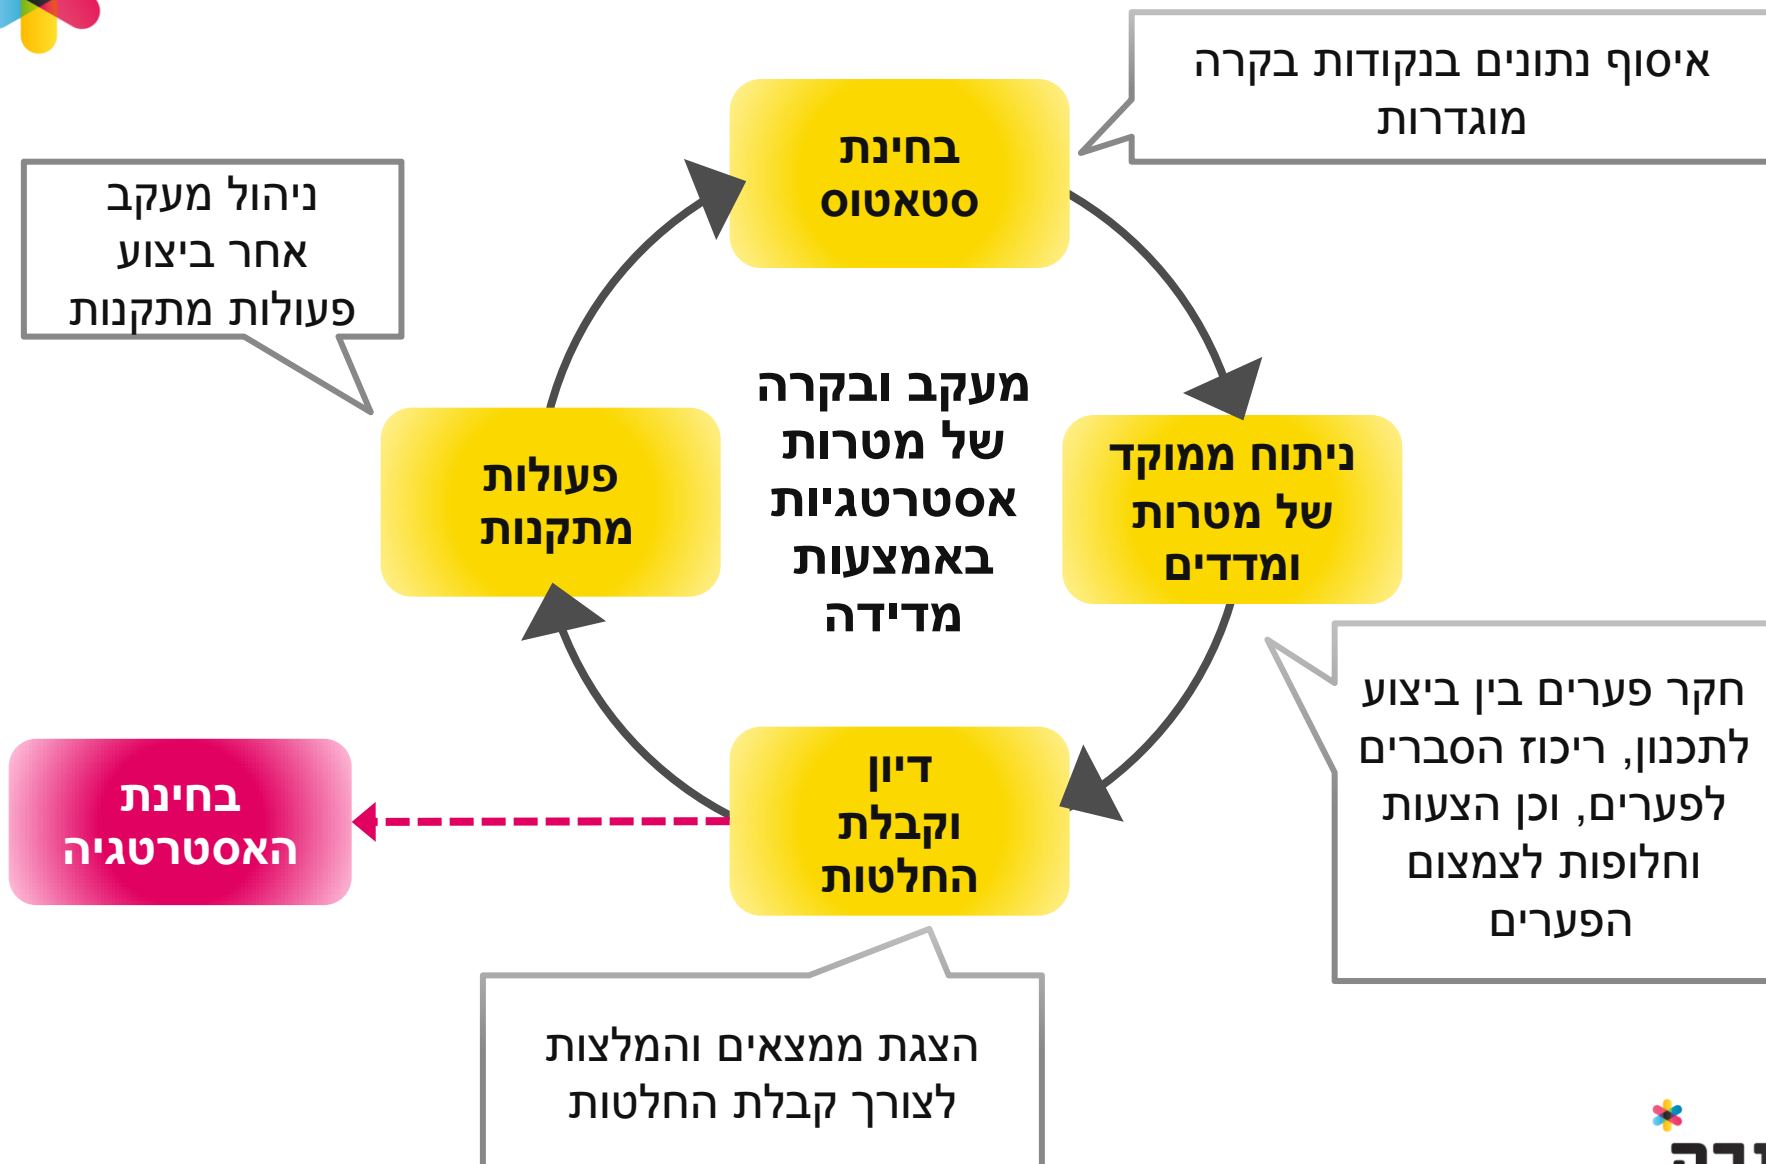 איסוף נתונים בנקודות בקרה
מוגדרות
בחינת
סטאטוס
ניהול מעקב
אחר ביצוע
פעולות מתקנות
מעקב ובקרה
של מטרות
אסטרטגיות
באמצעות
מדידה
ניתוח ממוקד
של מטרות
ומדדים
פעולות
מתקנות
חקר פערים בין ביצוע
לתכנון, ריכוז הסברים
לפערים, וכן הצעות
וחלופות לצמצום
הפערים
דיון
וקבלת
החלטות
בחינת
האסטרטגיה
הצגת ממצאים והמלצות
לצורך קבלת החלטות